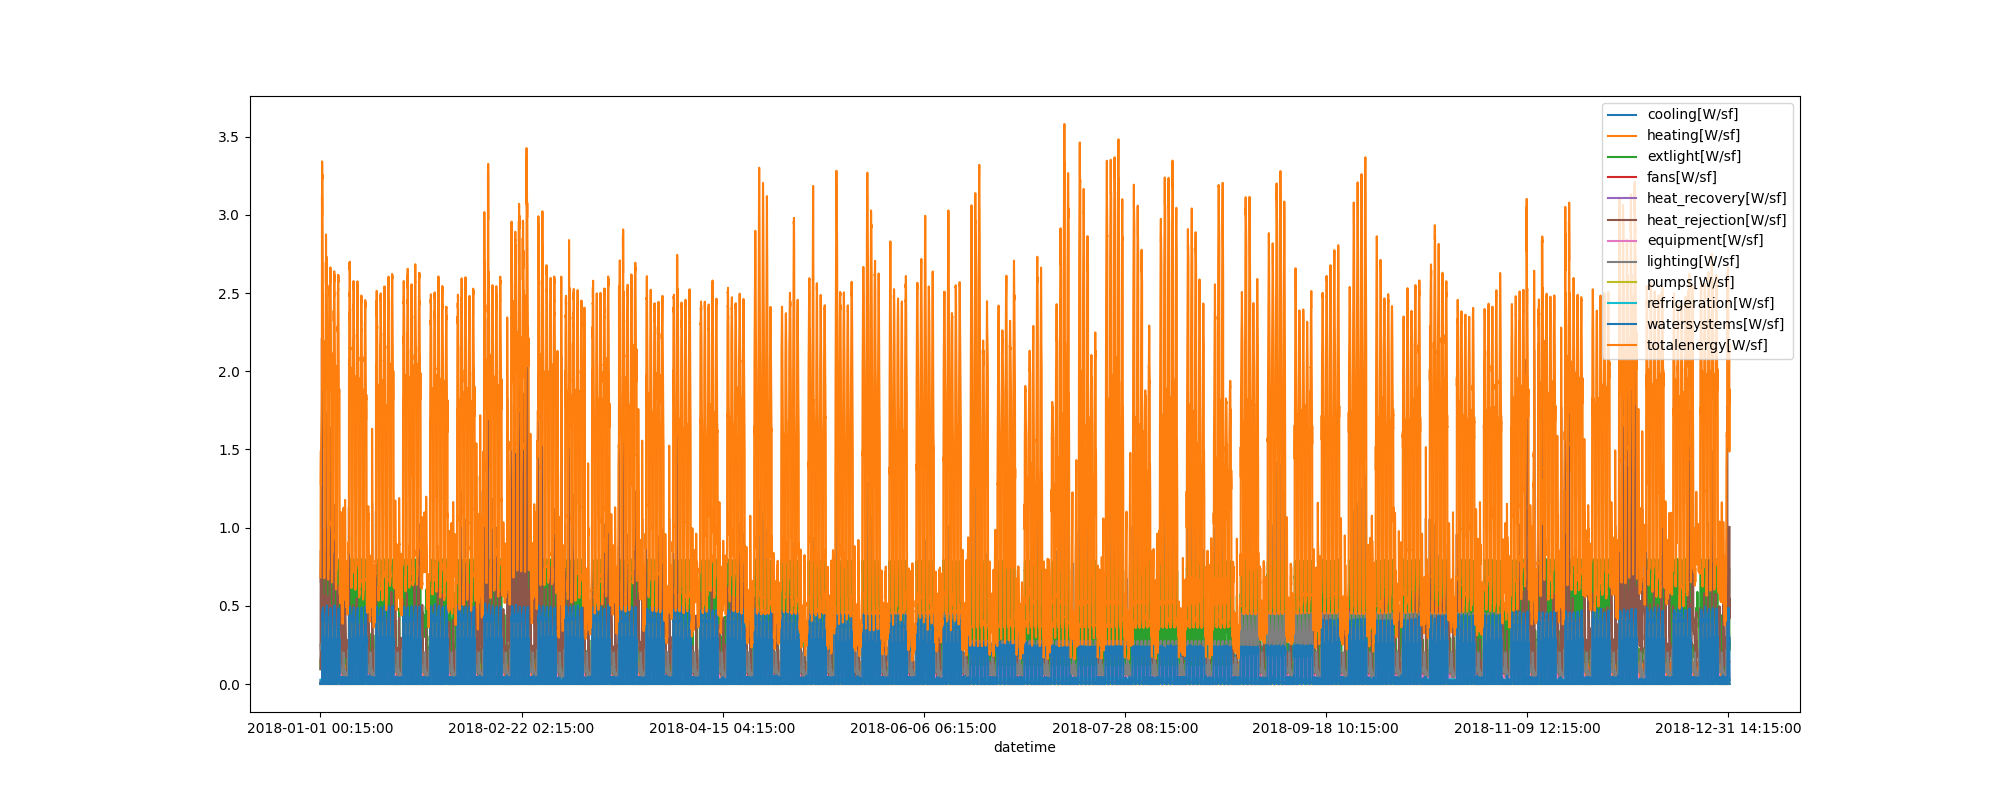 3.5
3.0
2.5
2.0
1.5
1.0
0.5
0.0
cooling[W/sf]
heating[W/sf]
extlight[W/sf]
fans[W/sf]
heat_recovery[W/sf]
heat_rejection[W/sf]
equipment[W/sf]
lighting[W/sf]
pumps[W/sf]
refrigeration[W/sf]
watersystems[W/sf]
totalenergy[W/sf]
2018-01-01 00:15:00 2018-02-22 02:15:00 2018-04-15 04:15:00 2018-06-06 06:15:00 2018-07-28 08:15:00 2018-09-18 10:15:00 2018-11-09 12:15:00 2018-12-31 14:15:00
datetime